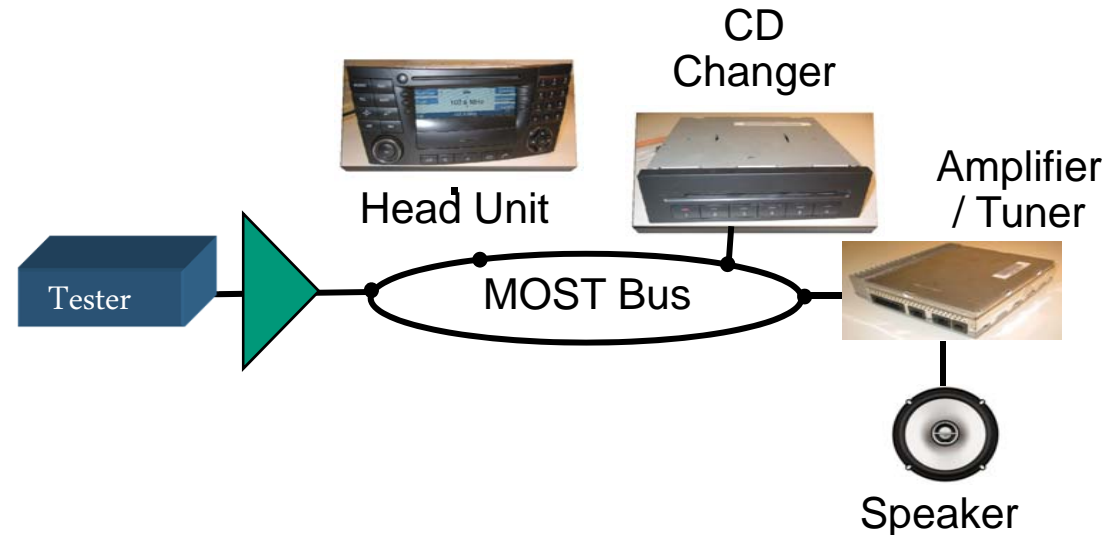 CD
Changer
Amplifier
/ Tuner
Head Unit
Tester
MOST Bus
Speaker